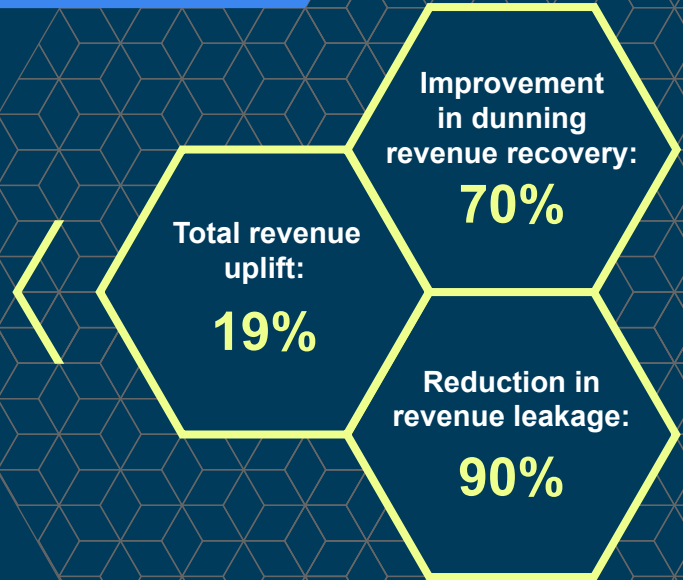 Improvement
in dunning
revenue recovery:
70%
Total revenue
uplift:
19%
Reduction in
revenue leakage:
90%